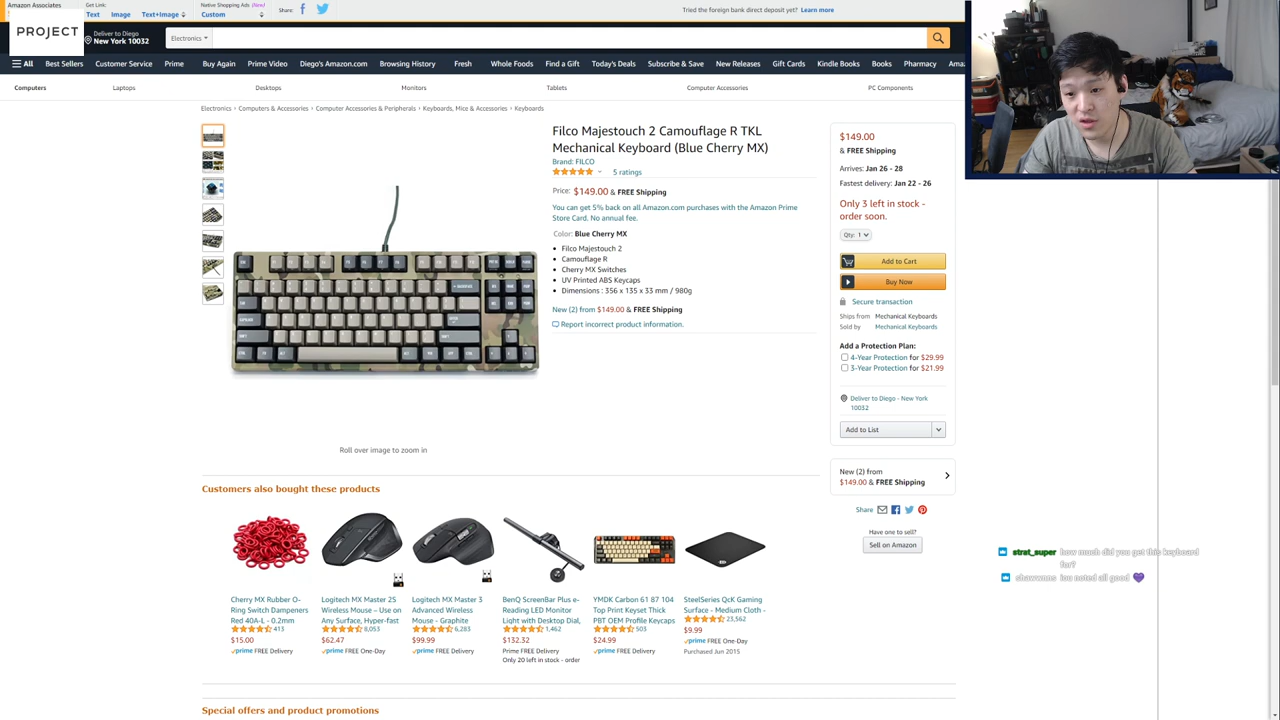 Amazon Associates
Get Link:
Native Shopping Ads (New)
Text
Image
Text+Image
Custom
Share:
Tried the foreign bank direct deposit yet? Learn more
PROJECT
Deliver to Diego
New York 10032
Electronics
All
Best Sellers
Customer Service
Prime
Buy Again
Prime Video
Diego's Amazon.com
Browsing History
Fresh
Whole Foods
Find a Gift
Today's Deals
Subscribe & Save
New Releases
Gift Cards
Kindle Books
Books
Pharmacy
Amaz
Computers
Laptops
Desktops
Monitors
Tablets
Computer Accessories
PC Components
Electronics › Computers & Accessories › Computer Accessories & Peripherals › Keyboards, Mice & Accessories › Keyboards
Filco Majestouch 2 Camouflage R TKL
Mechanical Keyboard (Blue Cherry MX)
Brand: FILCO
5 ratings
Price: $149.00 & FREE Shipping
You can get 5% back on all Amazon.com purchases with the Amazon Prime
Store Card. No annual fee.
Color: Blue Cherry MX
Filco Majestouch 2
Camouflage R
Cherry MX Switches
UV Printed ABS Keycaps
Dimensions : 356 x 135 x 33 mm / 980g
New (2) from $149.00 & FREE Shipping
Report incorrect product information.
Roll over image to zoom in
$149.00
& FREE Shipping
Arrives: Jan 26 - 28
Fastest delivery: Jan 22 - 26
Only 3 left in stock -
order soon.
Qty: 1
Add to Cart
Buy Now
Secure transaction
Ships from Mechanical Keyboards
Sold by Mechanical Keyboards
Add a Protection Plan:
4-Year Protection for $29.99
3-Year Protection for $21.99
Deliver to Diego - New York
10032
Add to List
New (2) from
$149.00 & FREE Shipping
Share
Have one to sell?
Sell on Amazon
Customers also bought these products
Cherry MX Rubber O-
Ring Switch Dampeners
Red 40A-L - 0.2mm
413
$15.00
prime FREE Delivery
Logitech MX Master 2S
Wireless Mouse – Use on
Any Surface, Hyper-fast
8,053
$62.47
prime FREE One-Day
Logitech MX Master 3
Advanced Wireless
Mouse - Graphite
6,283
$99.99
prime FREE Delivery
BenQ ScreenBar Plus e-
Reading LED Monitor
Light with Desktop Dial,
1,462
$132.32
Prime FREE Delivery
Only 20 left in stock - order
YMDK Carbon 61 87 104
Top Print Keyset Thick
PBT OEM Profile Keycaps
503
$24.99
prime FREE Delivery
SteelSeries QcK Gaming
Surface - Medium Cloth -
23,562
$9.99
prime FREE One-Day
Purchased Jun 2015
strat_super how much did you get this keyboard
for?
noted all good
Special offers and product promotions